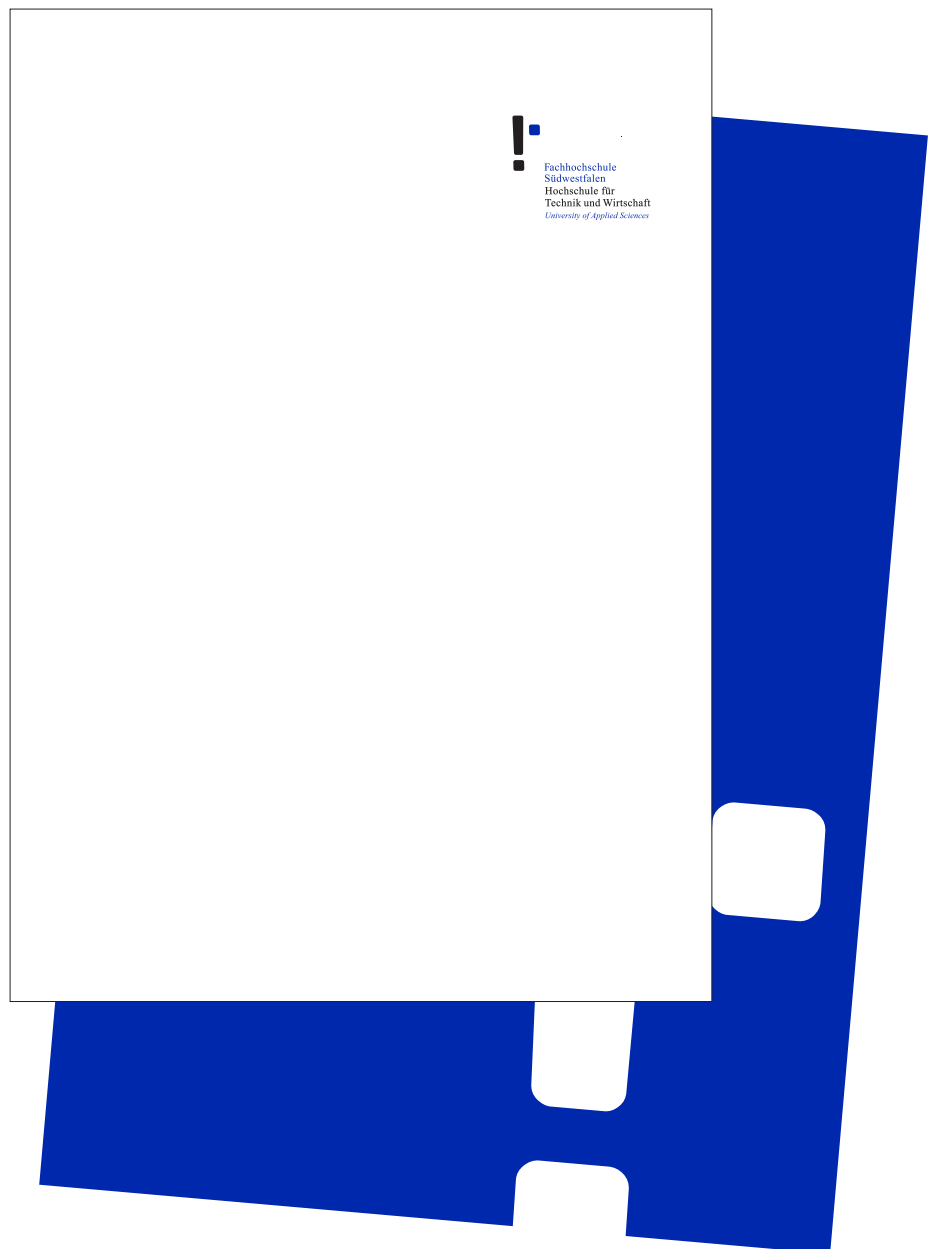 Fachhochschule
Südwestfalen
Hochschule für
Technik und Wirtschaft
University of Applied Sciences